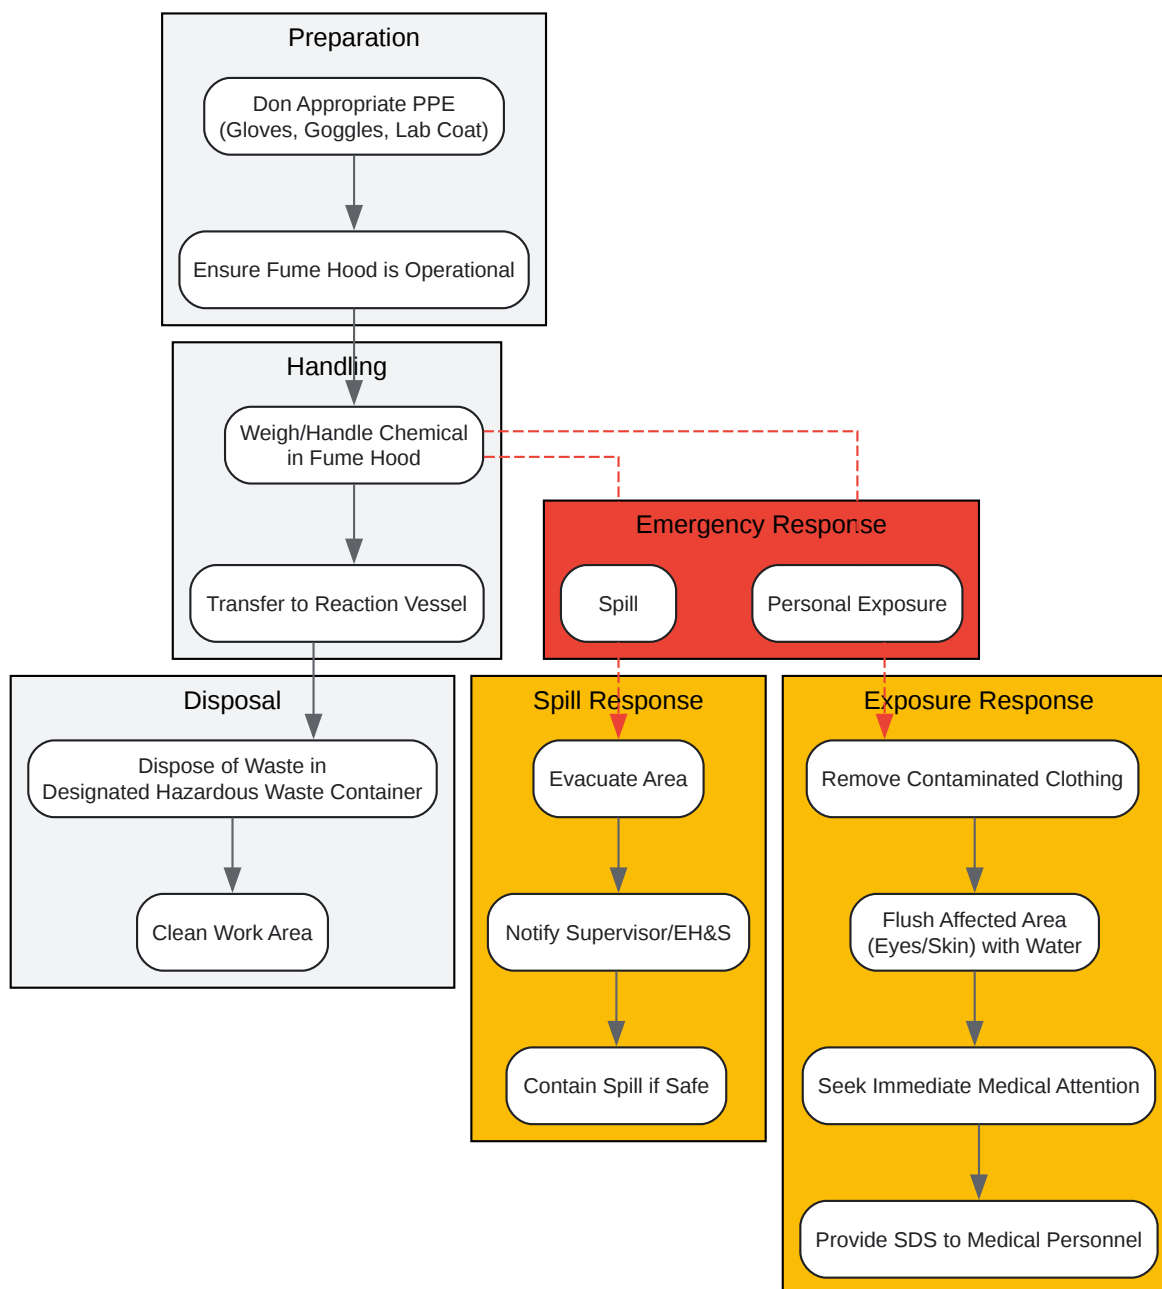 Preparation
Don Appropriate PPE
(Gloves, Goggles, Lab Coat)
Ensure Fume Hood is Operational
Handling
Weigh/Handle Chemical
in Fume Hood
Transfer to Reaction Vessel
Emergency Response
Spill
Personal Exposure
Disposal
Dispose of Waste in
Designated Hazardous Waste Container
Clean Work Area
Spill Response
Evacuate Area
Notify Supervisor/EH&S
Contain Spill if Safe
Exposure Response
Remove Contaminated Clothing
Flush Affected Area
(Eyes/Skin) with Water
Seek Immediate Medical Attention
Provide SDS to Medical Personnel